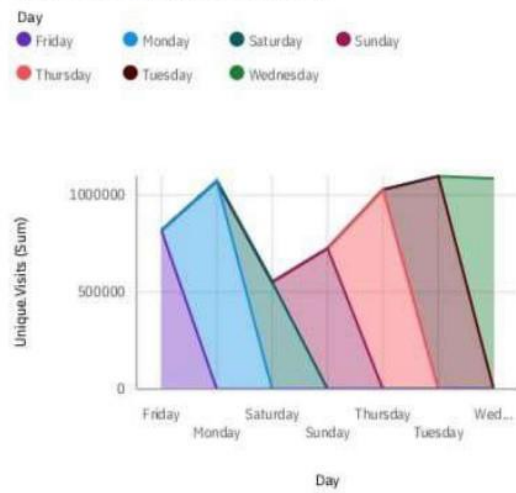 Day
Friday Monday Saturday Sunday
Thursday Tuesday Wednesday
1000000
500000
0
Unique.Visits (Sum)
Friday Saturday Thursday Wed...
Monday Sunday Tuesday
Day